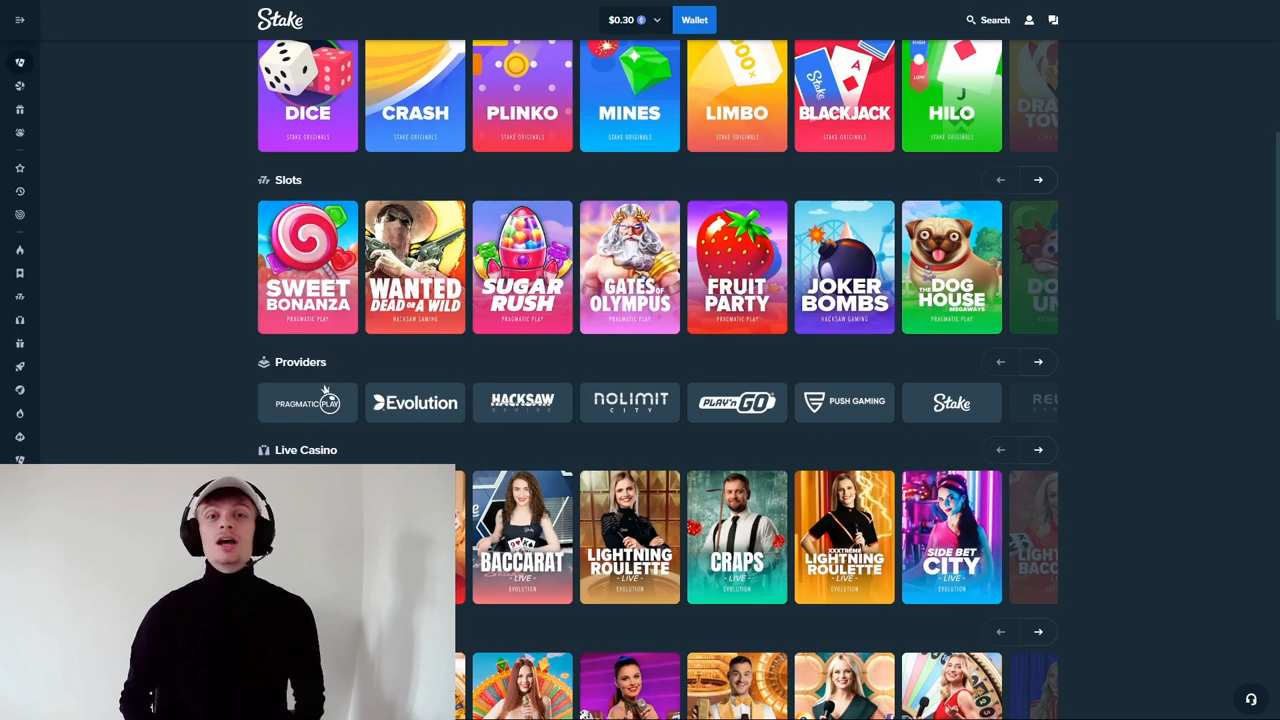 Stake
$0.30
Wallet
Search
DICE
STAKE ORIGINALS
CRASH
STAKE ORIGINALS
PLINKO
STAKE ORIGINALS
MINES
STAKE ORIGINALS
LIMBO
STAKE ORIGINALS
BLACKJACK
STAKE ORIGINALS
HIGH
LOW
HILO
STAKE ORIGINALS
Slots
SWEET
BONANZA
PRAGMATIC PLAY
WANTED
DEAD OR A WILD
HACKSAW GAMING
SUGAR
RUSH
PRAGMATIC PLAY
GATES OF
OLYMPUS
PRAGMATIC PLAY
FRUIT
PARTY
PRAGMATIC PLAY
JOKER
BOMBS
HACKSAW GAMING
THE DOG
HOUSE
MEGAWAYS
PRAGMATIC PLAY
Providers
PRAGMATIC PLAY
Evolution
HACKSAW
GAMING
NOLIMIT
CITY
PLAY'n GO
PUSH GAMING
Stake
REL
Live Casino
BACCARAT
- LIVE -
EVOLUTION
LIGHTNING
ROULETTE
- LIVE -
EVOLUTION
CRAPS
- LIVE -
EVOLUTION
XXXTREME
LIGHTNING
ROULETTE
- LIVE -
EVOLUTION
SIDE BET
CITY
- LIVE -
EVOLUTION